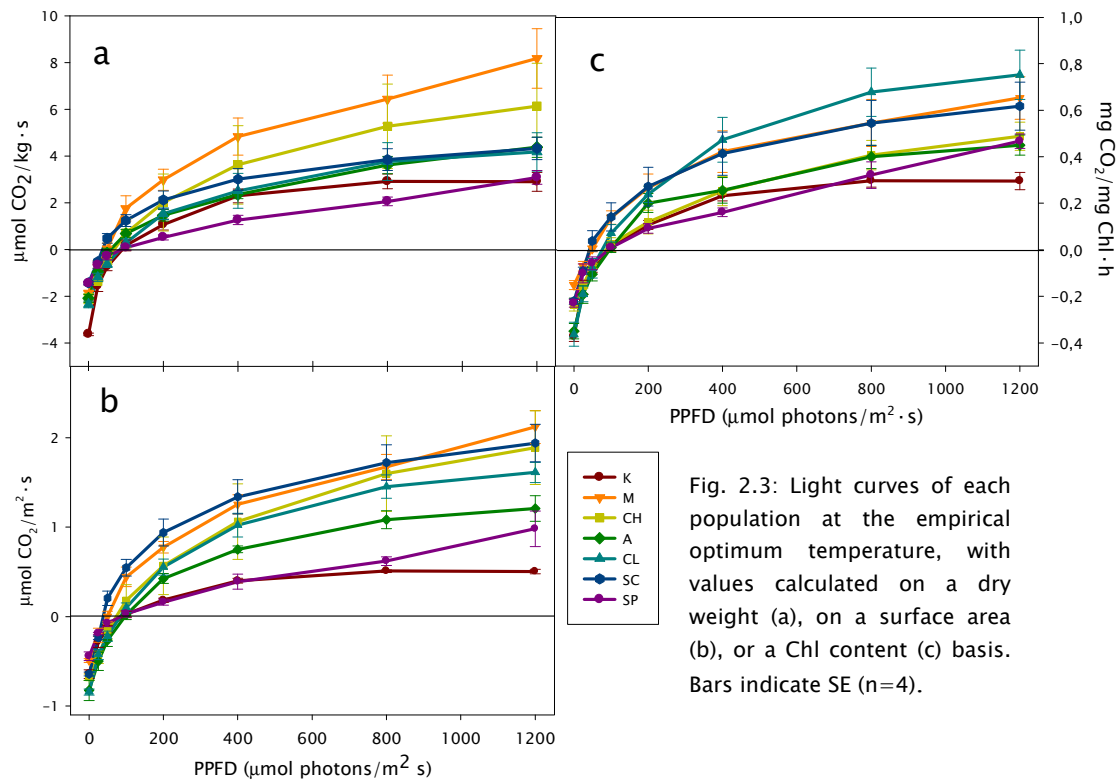 a
10
8
6
4
2
0
-2
-4
μmol CO2/kg·s
c
1,0
0,8
0,6
0,4
0,2
0,0
-0,2
-0,4
mg CO2/mg Chl·h
0 200 400 600 800 1000 1200
PPFD (μmol photons/m2·s)
b
2
1
0
-1
μmol CO2/m2·s
0 200 400 600 800 1000 1200
PPFD (μmol photons/m2 s)
K
M
CH
A
CL
SC
SP
Fig. 2.3: Light curves of each
population at the empirical
optimum temperature, with
values calculated on a dry
weight (a), on a surface area
(b), or a Chl content (c) basis.
Bars indicate SE (n=4).